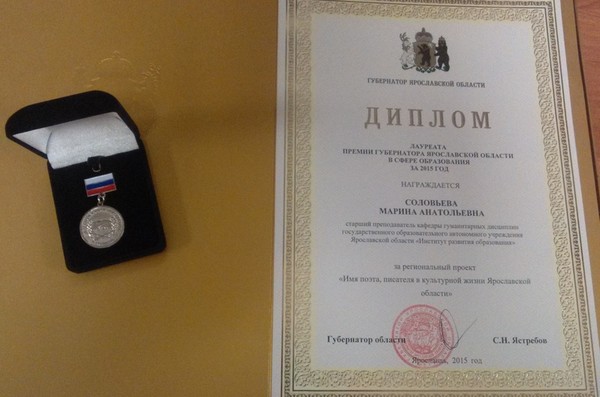 ГУБЕРНАТОР ЯРОСЛАВСКОЙ ОБЛАСТИ
ДИПЛОМ
ЛАУРЕАТА
ПРЕМИИ ГУБЕРНАТОРА ЯРОСЛАВСКОЙ ОБЛАСТИ
В СФЕРЕ ОБРАЗОВАНИЯ
ЗА 2015 ГОД
НАГРАЖДАЕТСЯ
СОЛОВЬЕВА
МАРИНА АНАТОЛЬЕВНА
старший преподаватель кафедры гуманитарных дисциплин
государственного образовательного автономного учреждения
Ярославской области «Институт развития образования»
за региональный проект
«Имя поэта, писателя в культурной жизни Ярославской
области»
Губернатор области С.Н. Ястребов
Ярославль, 2015 год